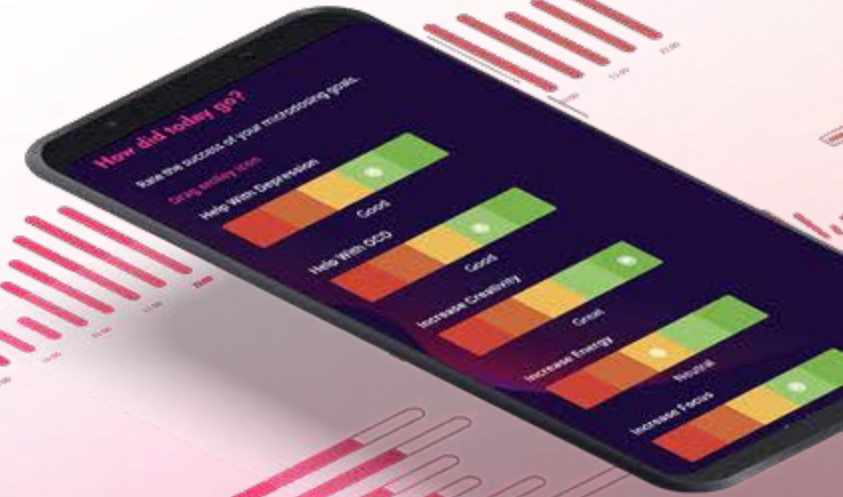 How did today go?
Rate the success of your microdosing goals.
Drag smiley icon
Help With Depression
Good
Help With OCD
Good
Increase Creativity
Great
Increase Energy
Neutral
Increase Focus